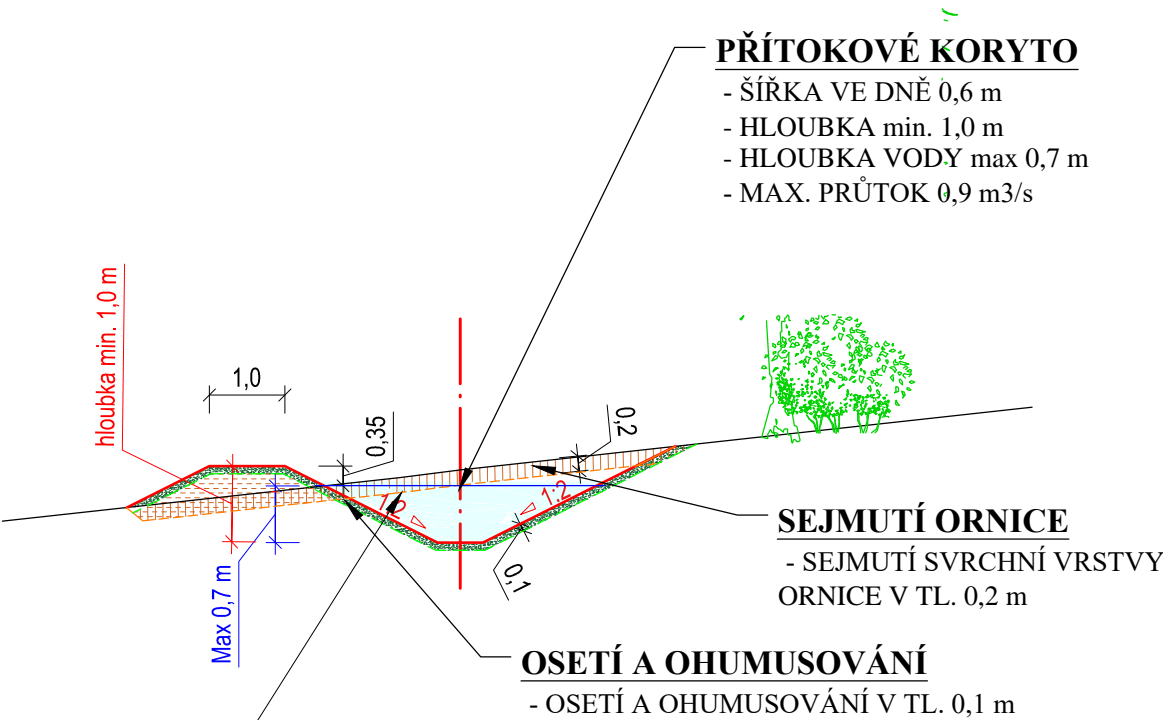 PŘÍTOKOVÉ KORYTO
- ŠÍŘKA VE DNĚ 0,6 m
- HLOUBKA min. 1,0 m
- HLOUBKA VODY max 0,7 m
- MAX. PRŮTOK 0,9 m3/s
hloubka min. 1,0 m
1,0
0,35
0,2
1:2
1:2
0,1
Max 0,7 m
SEJMUTÍ ORNICE
- SEJMUTÍ SVRCHNÍ VRSTVY
ORNICE V TL. 0,2 m
OSETÍ A OHUMUSOVÁNÍ
- OSETÍ A OHUMUSOVÁNÍ V TL. 0,1 m